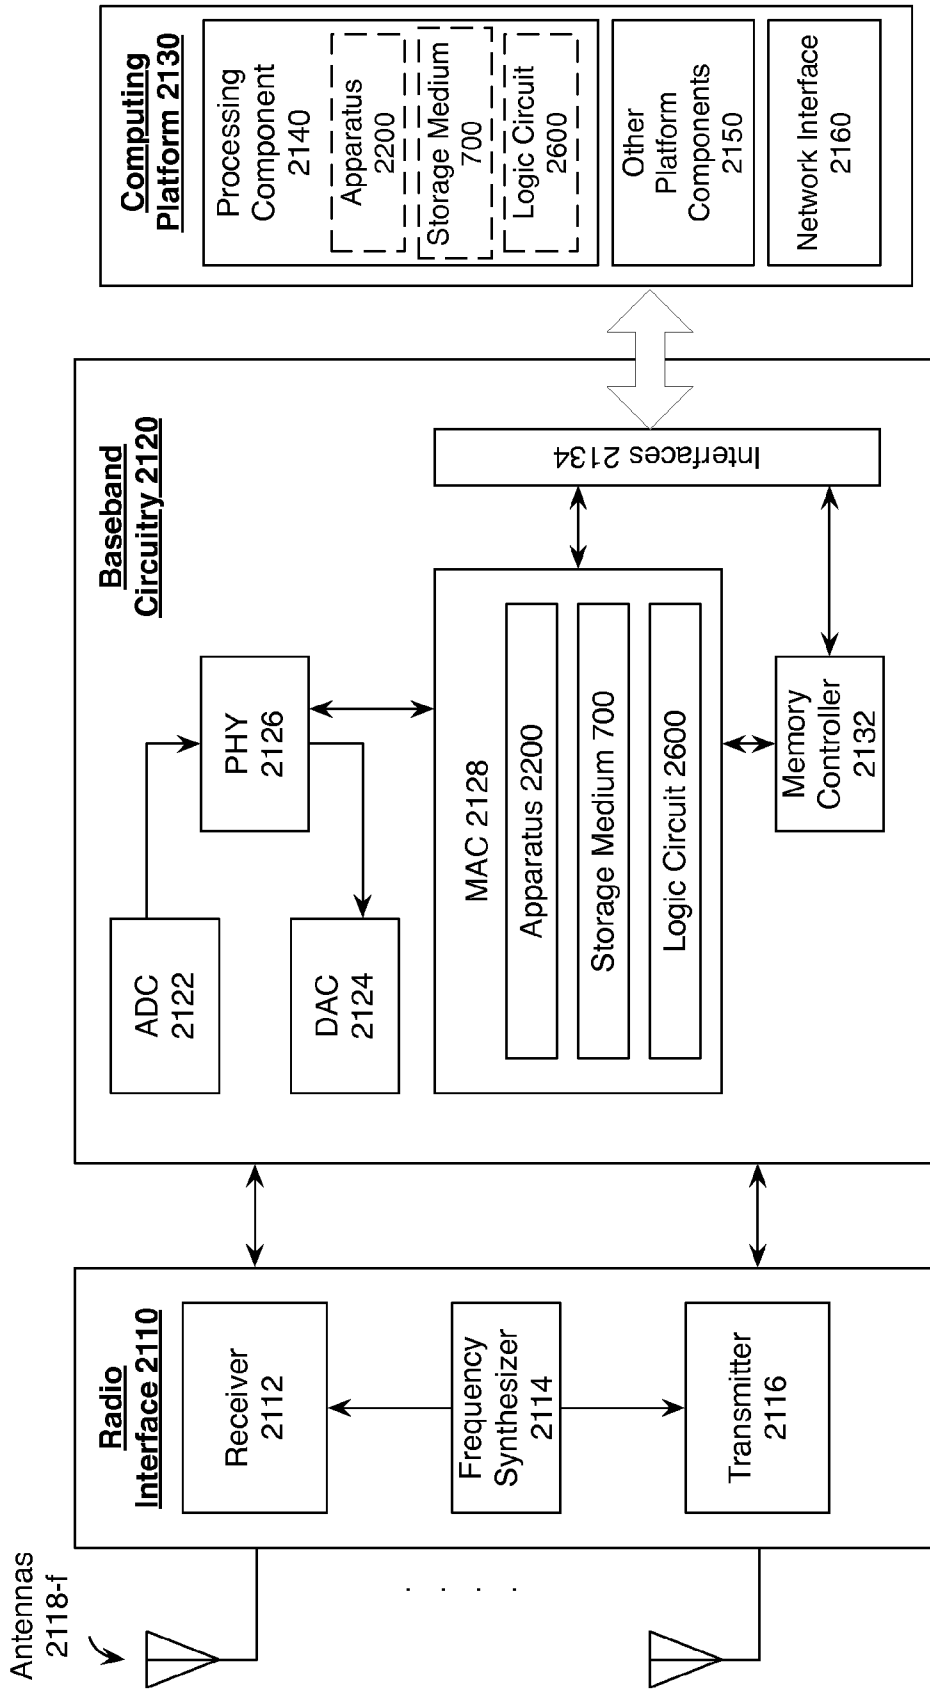 Antennas
2118-f
Radio
Interface 2110
Receiver
2112
Frequency
Synthesizer
2114
Transmitter
2116
. . . .
Baseband
Circuitry 2120
ADC
2122
DAC
2124
PHY
2126
MAC 2128
Apparatus 2200
Storage Medium 700
Logic Circuit 2600
Memory
Controller
2132
Interfaces 2134
Computing
Platform 2130
Processing
Component
2140
Apparatus
2200
Storage Medium
700
Logic Circuit
2600
Other
Platform
Components
2150
Network Interface
2160